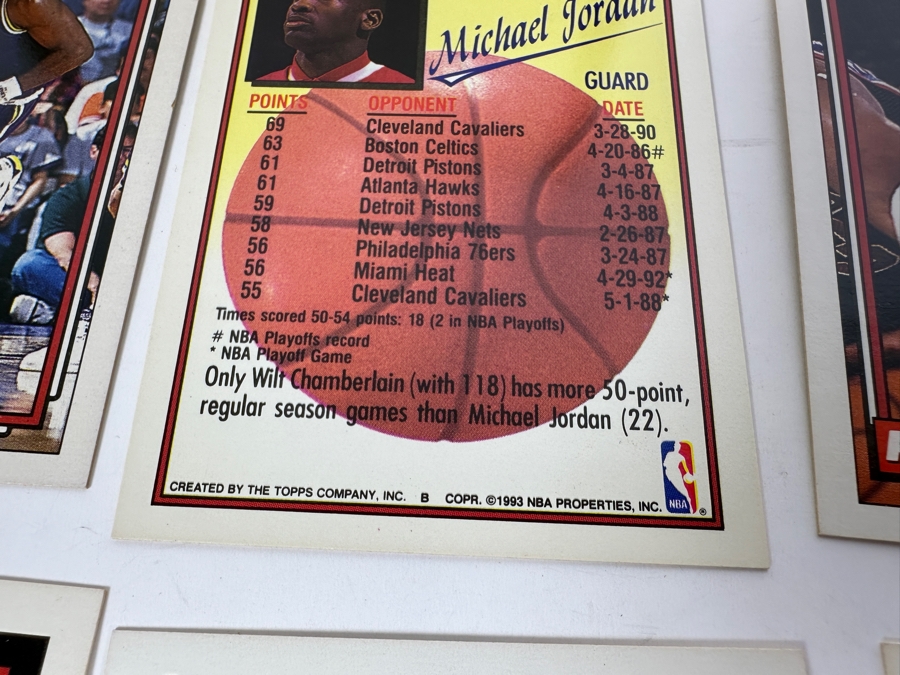 Michael Jordan
GUARD
POINTS OPPONENT DATE
69 Cleveland Cavaliers 3-28-90
63 Boston Celtics 4-20-86#
61 Detroit Pistons 3-4-87
61 Atlanta Hawks 4-16-87
59 Detroit Pistons 4-3-88
58 New Jersey Nets 2-26-87
56 Philadelphia 76ers 3-24-87
56 Miami Heat 4-29-92*
55 Cleveland Cavaliers 5-1-88*
Times scored 50-54 points: 18 (2 in NBA Playoffs)
# NBA Playoffs record
* NBA Playoff Game
Only Wilt Chamberlain (with 118) has more 50-point,
regular season games than Michael Jordan (22).
CREATED BY THE TOPPS COMPANY, INC. B COPR. ©1993 NBA PROPERTIES, INC.
NBA ®